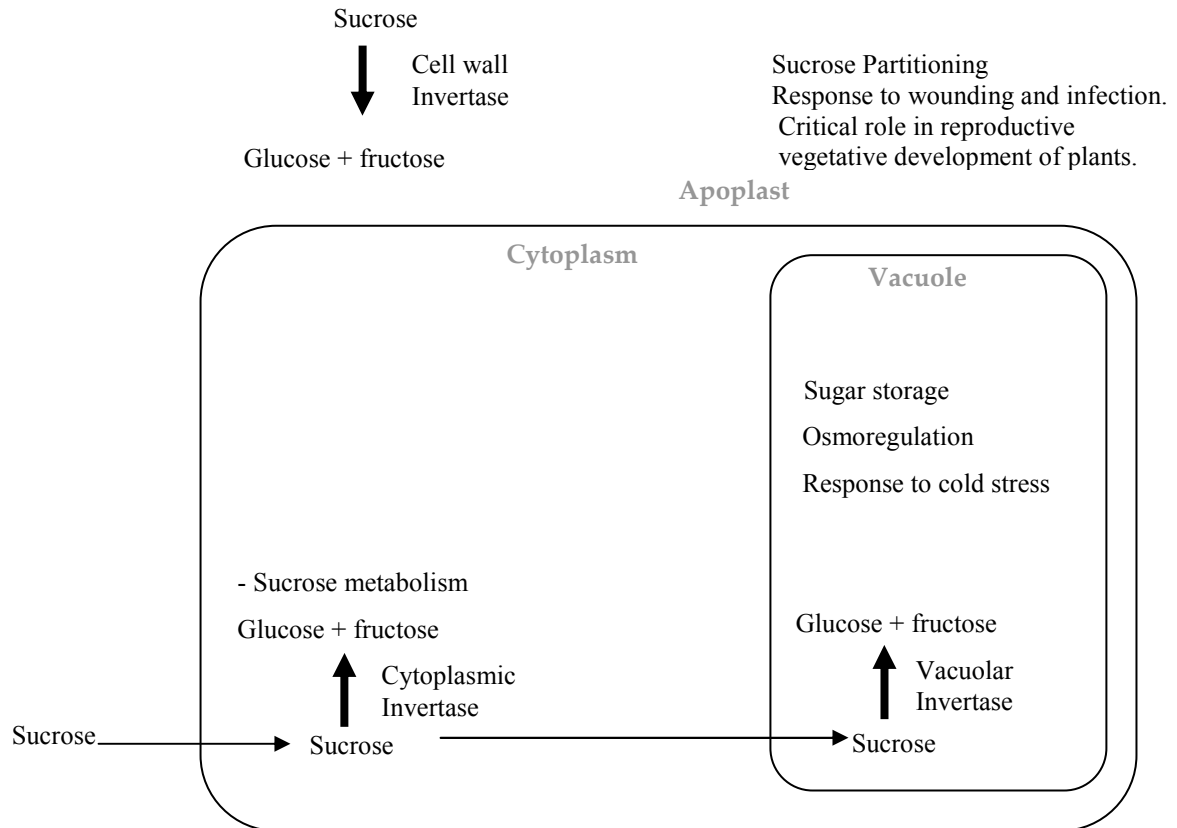 Sucrose
Cell wall
Invertase
Glucose + fructose
Sucrose Partitioning
Response to wounding and infection.
Critical role in reproductive
vegetative development of plants.
Apoplast
Cytoplasm
Vacuole
Sugar storage
Osmoregulation
Response to cold stress
- Sucrose metabolism
Glucose + fructose
Cytoplasmic
Invertase
Sucrose
Sucrose
Glucose + fructose
Vacuolar
Invertase
Sucrose